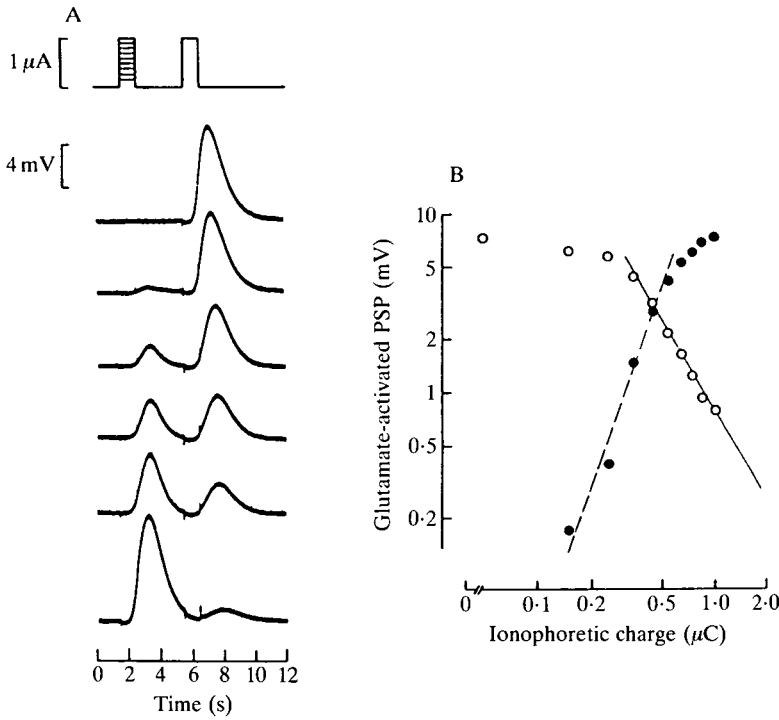 A
1 μA
4 mV
0 2 4 6 8 10 12
Time (s)
B
Glutamate-activated PSP (mV)
10
5
2
1
0·5
0·2
0 0·1 0·2 0·5 1·0 2·0
Ionophoretic charge (μC)